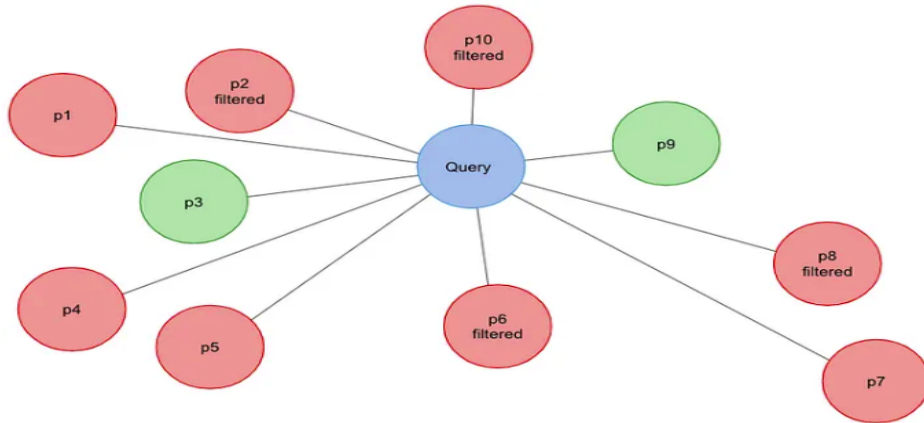 p10
filtered
p2
filtered
p1
p9
Query
p3
p8
filtered
p4
p6
filtered
p5
p7